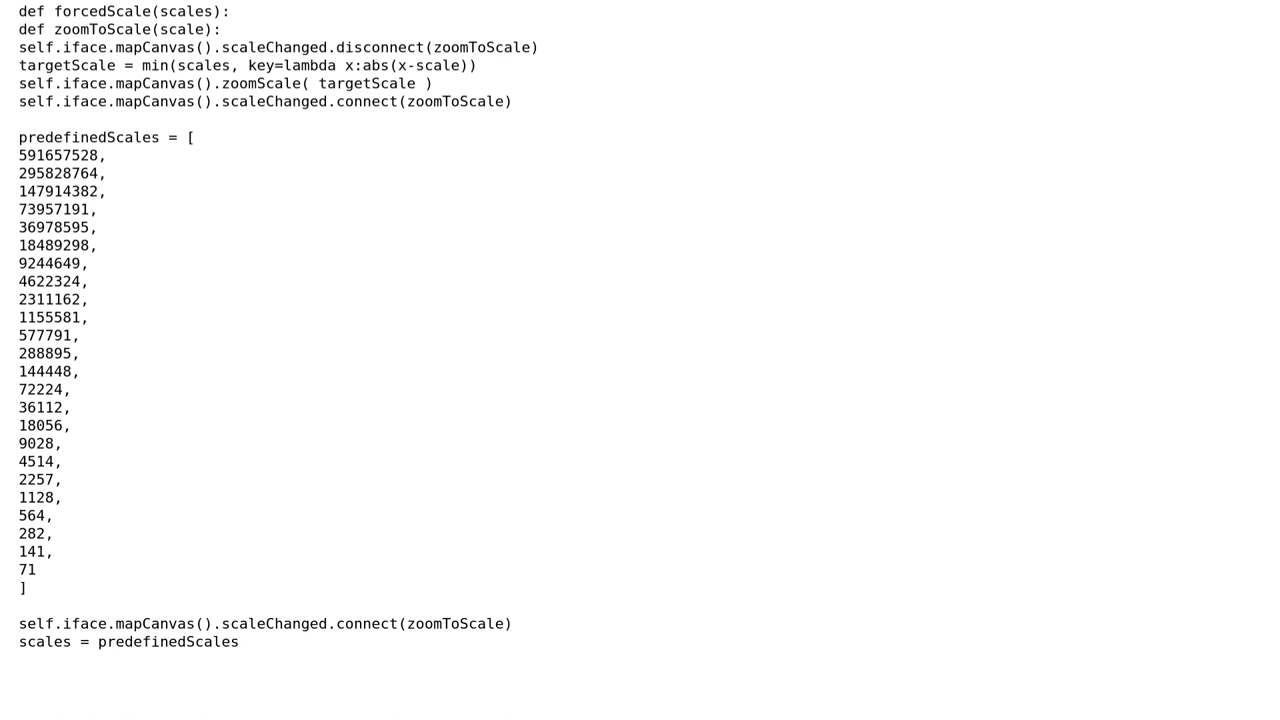 def forcedScale(scales):
def zoomToScale(scale):
self.iface.mapCanvas().scaleChanged.disconnect(zoomToScale)
targetScale = min(scales, key=lambda x:abs(x-scale))
self.iface.mapCanvas().zoomScale( targetScale )
self.iface.mapCanvas().scaleChanged.connect(zoomToScale)

predefinedScales = [
591657528,
295828764,
147914382,
73957191,
36978595,
18489298,
9244649,
4622324,
2311162,
1155581,
577791,
288895,
144448,
72224,
36112,
18056,
9028,
4514,
2257,
1128,
564,
282,
141,
71
]

self.iface.mapCanvas().scaleChanged.connect(zoomToScale)
scales = predefinedScales